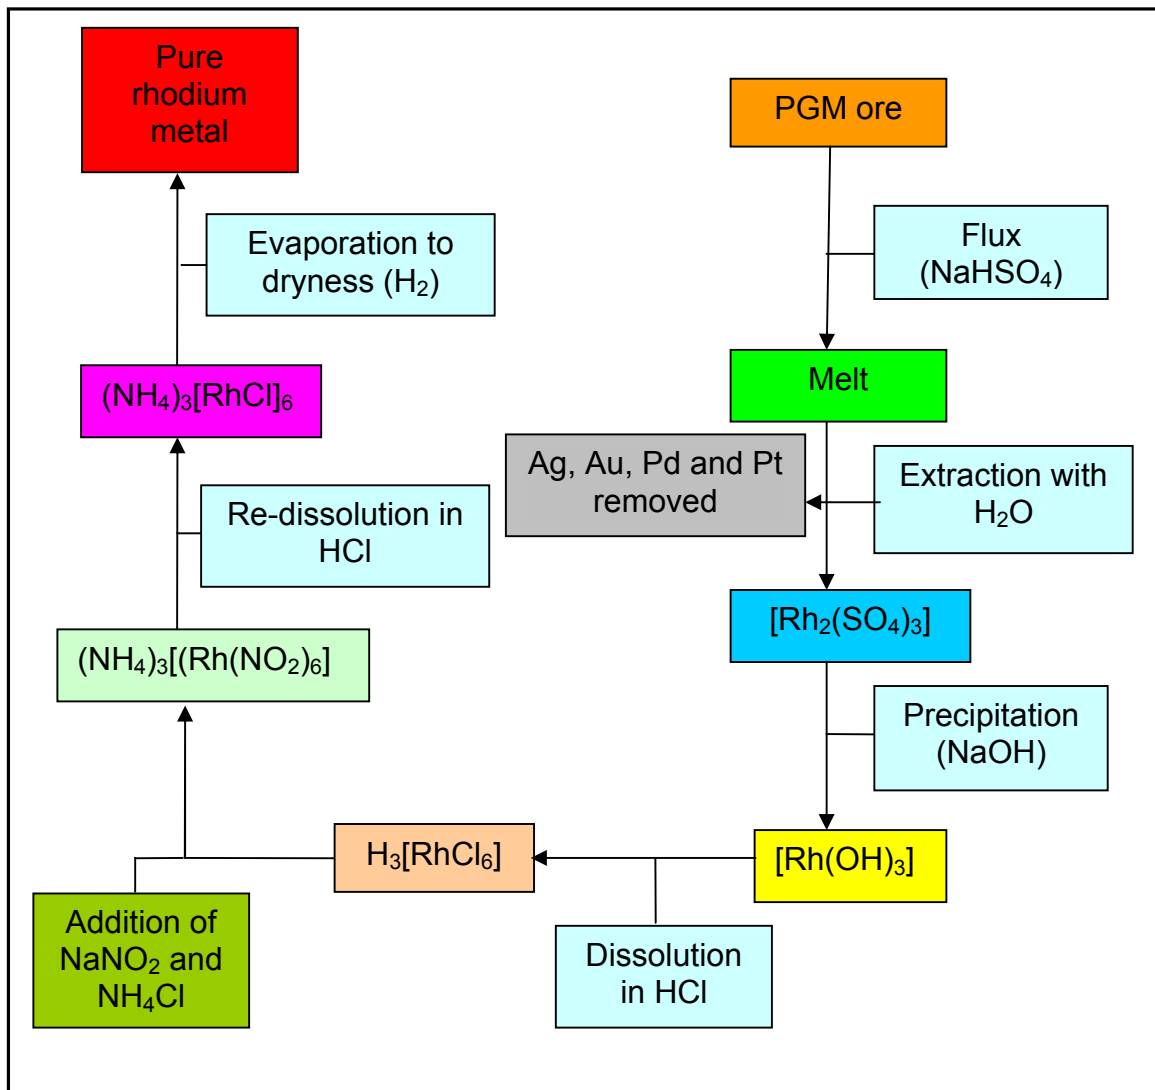 Pure
rhodium
metal
PGM ore
Evaporation to
dryness (H₂)
Flux
(NaHSO₄)
(NH₄)₃[RhCl]₆
Melt
Ag, Au, Pd and Pt
removed
Extraction with
H₂O
Re-dissolution in
HCl
[Rh₂(SO₄)₃]
(NH₄)₃[(Rh(NO₂)₆]
Precipitation
(NaOH)
H₃[RhCl₆]
[Rh(OH)₃]
Addition of
NaNO₂ and
NH₄Cl
Dissolution
in HCl